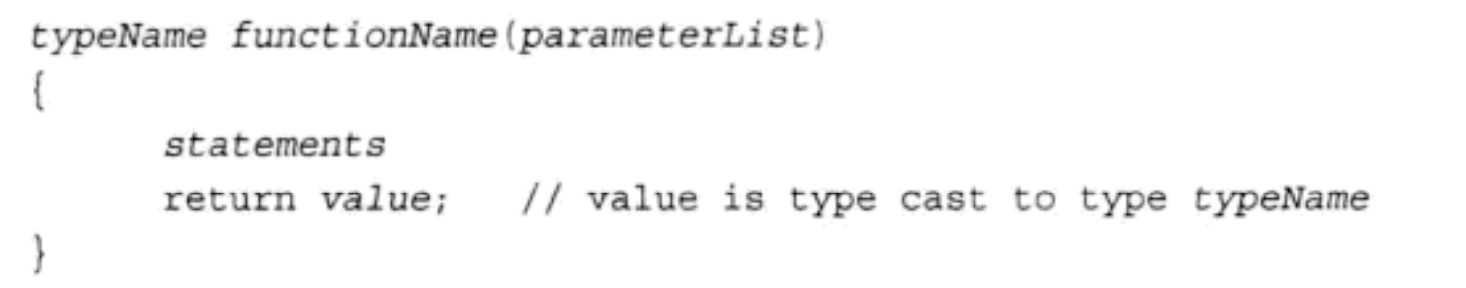 typeName functionName(parameterList)
{
statements
return value; // value is type cast to type typeName
}